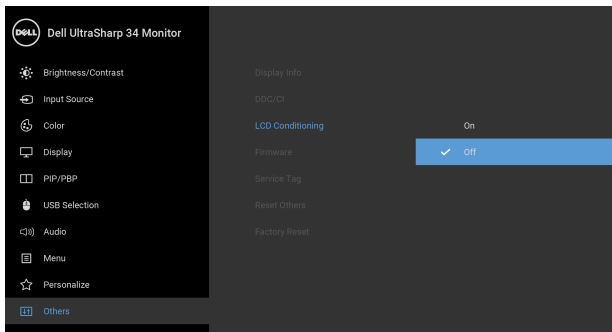 DELL Dell UltraSharp 34 Monitor
Brightness/Contrast
Display Info
Input Source
DDC/CI
Color
LCD Conditioning
On
Display
Firmware
Off
PIP/PBP
Service Tag
USB Selection
Reset Others
Audio
Factory Reset
Menu
Personalize
Others